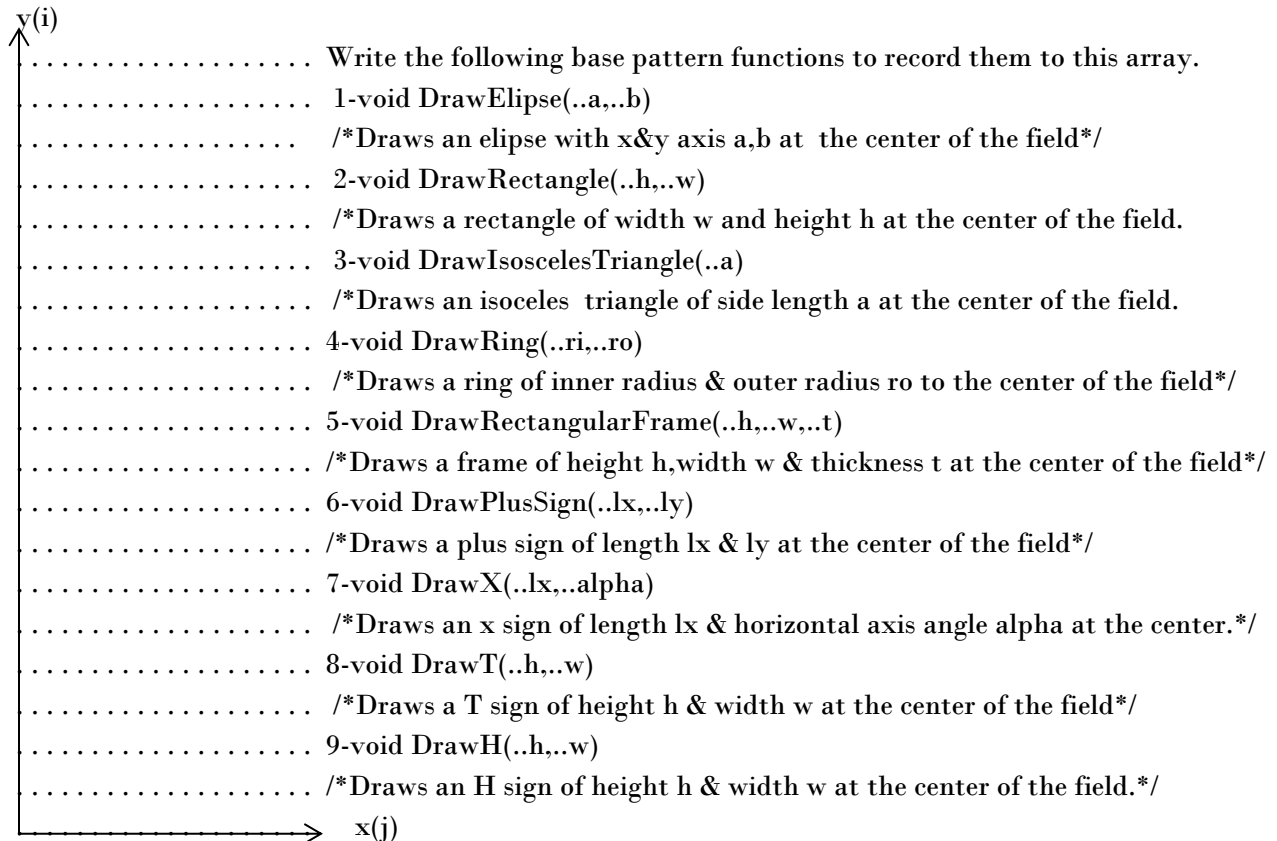 y(i)
. . . . . . . . . . . . . . . . . . . . Write the following base pattern functions to record them to this array.
. . . . . . . . . . . . . . . . . . . . 1-void DrawElipse(..a,..b)
. . . . . . . . . . . . . . . . . . . /*Draws an elipse with x&y axis a,b at the center of the field*/
. . . . . . . . . . . . . . . . . . . . 2-void DrawRectangle(..h,..w)
. . . . . . . . . . . . . . . . . . . . /*Draws a rectangle of width w and height h at the center of the field.
. . . . . . . . . . . . . . . . . . . . 3-void DrawIsoscelesTriangle(..a)
. . . . . . . . . . . . . . . . . . . . /*Draws an isoceles triangle of side length a at the center of the field.
. . . . . . . . . . . . . . . . . . . . 4-void DrawRing(..ri,..ro)
. . . . . . . . . . . . . . . . . . . . /*Draws a ring of inner radius & outer radius ro to the center of the field*/
. . . . . . . . . . . . . . . . . . . . 5-void DrawRectangularFrame(..h,..w,..t)
. . . . . . . . . . . . . . . . . . . . /*Draws a frame of height h,width w & thickness t at the center of the field*/
. . . . . . . . . . . . . . . . . . . . 6-void DrawPlusSign(..lx,..ly)
. . . . . . . . . . . . . . . . . . . . /*Draws a plus sign of length lx & ly at the center of the field*/
. . . . . . . . . . . . . . . . . . . . 7-void DrawX(..lx,..alpha)
. . . . . . . . . . . . . . . . . . . . /*Draws an x sign of length lx & horizontal axis angle alpha at the center.*/
. . . . . . . . . . . . . . . . . . . . 8-void DrawT(..h,..w)
. . . . . . . . . . . . . . . . . . . . /*Draws a T sign of height h & width w at the center of the field*/
. . . . . . . . . . . . . . . . . . . . 9-void DrawH(..h,..w)
. . . . . . . . . . . . . . . . . . . . /*Draws an H sign of height h & width w at the center of the field.*/
. . . . . . . . . . . . . . . . . . . . x(j)